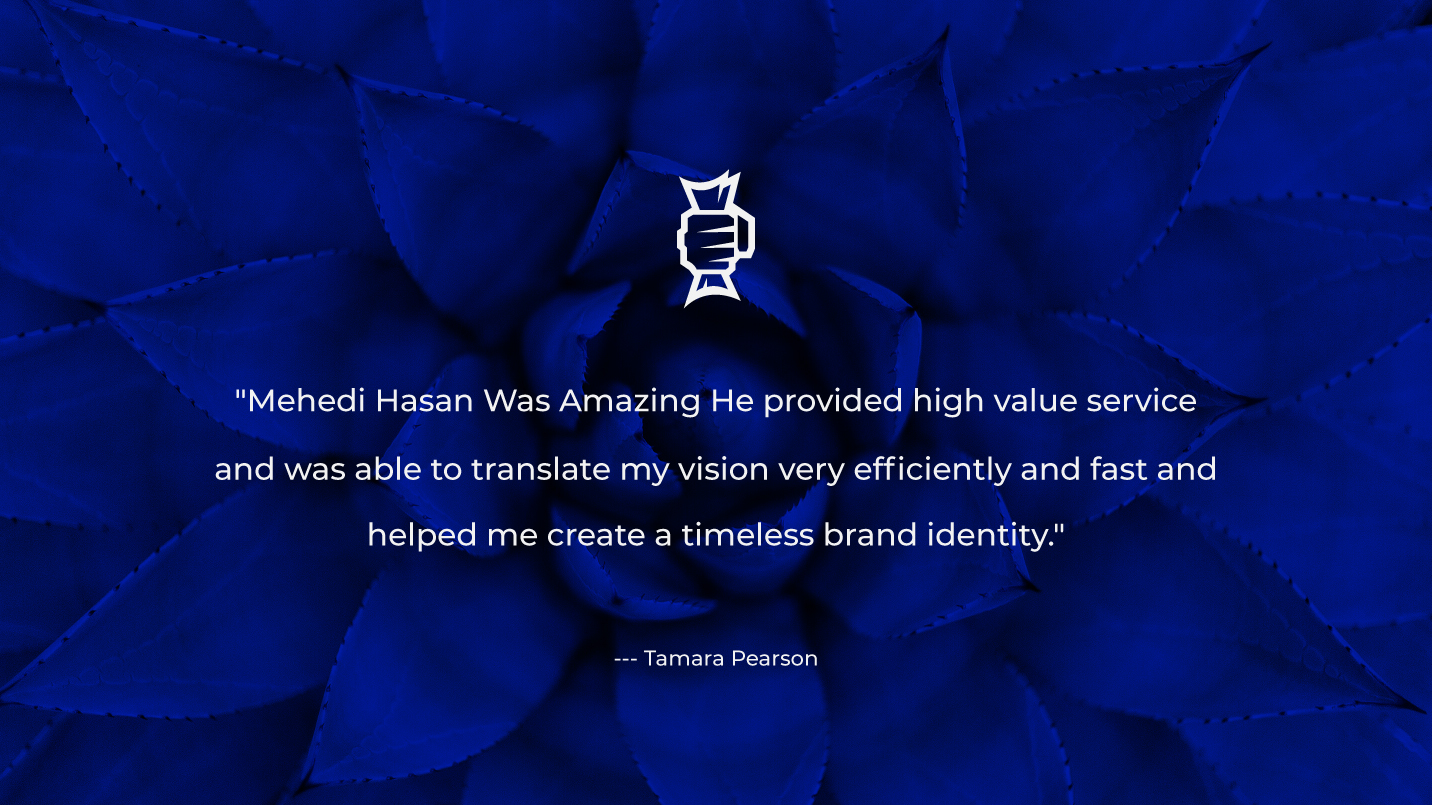 "Mehedi Hasan Was Amazing He provided high value service
and was able to translate my vision very efficiently and fast and
helped me create a timeless brand identity."
--- Tamara Pearson